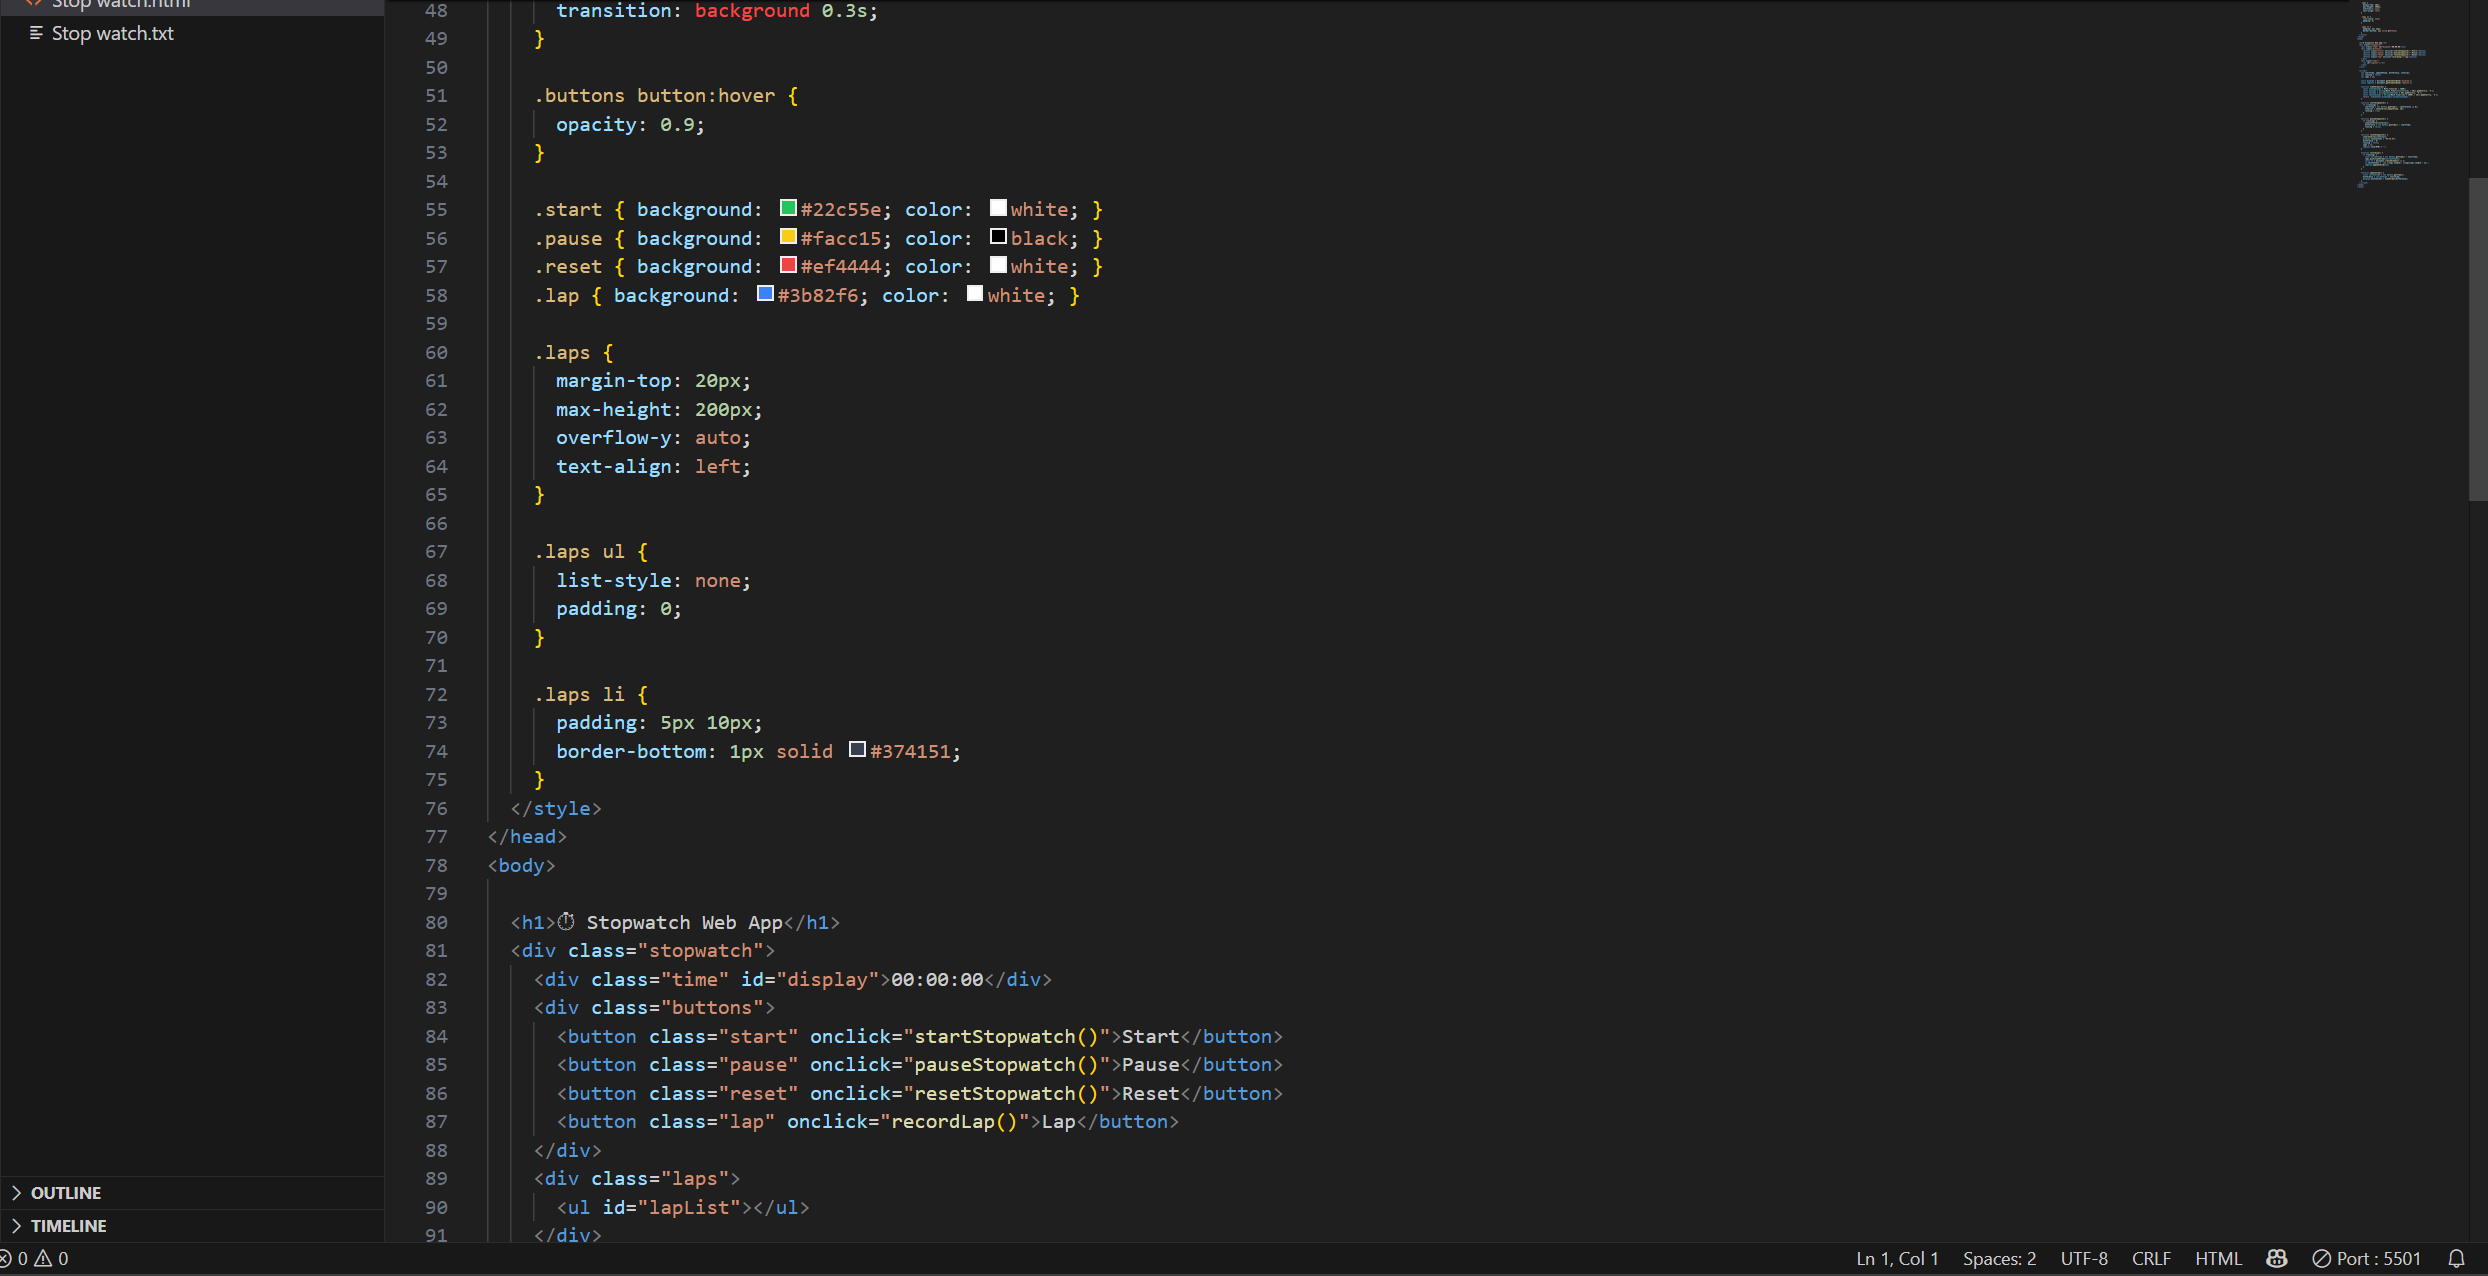 Stop watch.html
Stop watch.txt
48 transition: background 0.3s;
49 }
50
51 .buttons button:hover {
52 opacity: 0.9;
53 }
54
55 .start { background: #22c55e; color: white; }
56 .pause { background: #facc15; color: black; }
57 .reset { background: #ef4444; color: white; }
58 .lap { background: #3b82f6; color: white; }
59
60 .laps {
61 margin-top: 20px;
62 max-height: 200px;
63 overflow-y: auto;
64 text-align: left;
65 }
66
67 .laps ul {
68 list-style: none;
69 padding: 0;
70 }
71
72 .laps li {
73 padding: 5px 10px;
74 border-bottom: 1px solid #374151;
75 }
76 </style>
77 </head>
78 <body>
79
80 <h1>⏱ Stopwatch Web App</h1>
81 <div class="stopwatch">
82 <div class="time" id="display">00:00:00</div>
83 <div class="buttons">
84 <button class="start" onclick="startStopwatch()">Start</button>
85 <button class="pause" onclick="pauseStopwatch()">Pause</button>
86 <button class="reset" onclick="resetStopwatch()">Reset</button>
87 <button class="lap" onclick="recordLap()">Lap</button>
88 </div>
89 <div class="laps">
90 <ul id="lapList"></ul>
91 </div>
OUTLINE
TIMELINE
0 0
Ln 1, Col 1 Spaces: 2 UTF-8 CRLF HTML Port : 5501